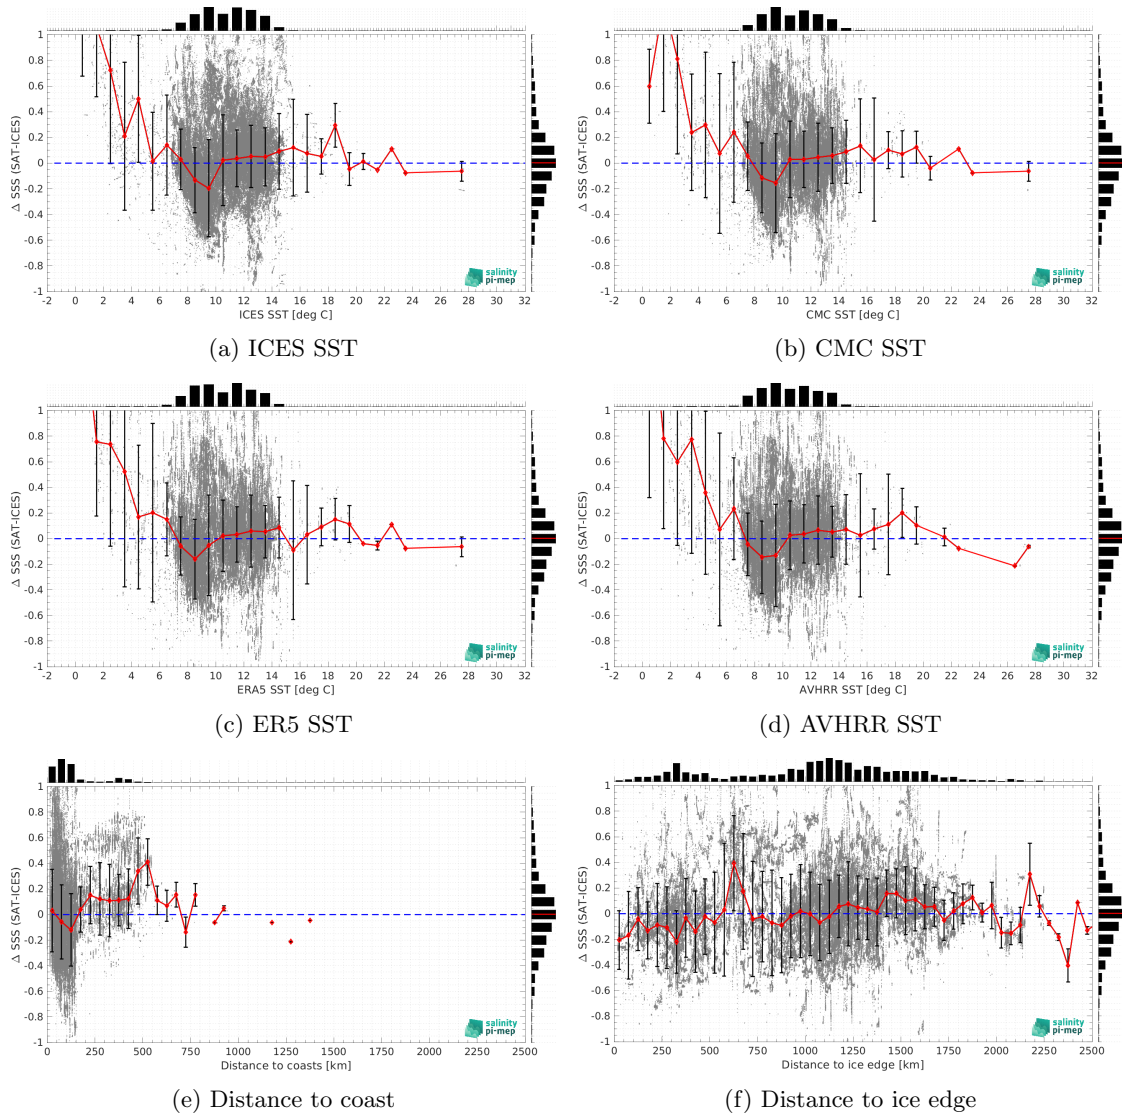 1
0.8
0.6
0.4
0.2
0
-0.2
-0.4
-0.6
-0.8
-1
Δ SSS (SAT-ICES)
-2 0 2 4 6 8 10 12 14 16 18 20 22 24 26 28 30 32
ICES SST [deg C]
salinity
pi-mep
(a) ICES SST
1
0.8
0.6
0.4
0.2
0
-0.2
-0.4
-0.6
-0.8
-1
Δ SSS (SAT-ICES)
-2 0 2 4 6 8 10 12 14 16 18 20 22 24 26 28 30 32
CMC SST [deg C]
salinity
pi-mep
(b) CMC SST
1
0.8
0.6
0.4
0.2
0
-0.2
-0.4
-0.6
-0.8
-1
Δ SSS (SAT-ICES)
-2 0 2 4 6 8 10 12 14 16 18 20 22 24 26 28 30 32
ERA5 SST [deg C]
salinity
pi-mep
(c) ER5 SST
1
0.8
0.6
0.4
0.2
0
-0.2
-0.4
-0.6
-0.8
-1
Δ SSS (SAT-ICES)
-2 0 2 4 6 8 10 12 14 16 18 20 22 24 26 28 30 32
AVHRR SST [deg C]
salinity
pi-mep
(d) AVHRR SST
1
0.8
0.6
0.4
0.2
0
-0.2
-0.4
-0.6
-0.8
-1
Δ SSS (SAT-ICES)
0 250 500 750 1000 1250 1500 1750 2000 2250 2500
Distance to coasts [km]
salinity
pi-mep
(e) Distance to coast
1
0.8
0.6
0.4
0.2
0
-0.2
-0.4
-0.6
-0.8
-1
Δ SSS (SAT-ICES)
0 250 500 750 1000 1250 1500 1750 2000 2250 2500
Distance to ice edge [km]
salinity
pi-mep
(f) Distance to ice edge